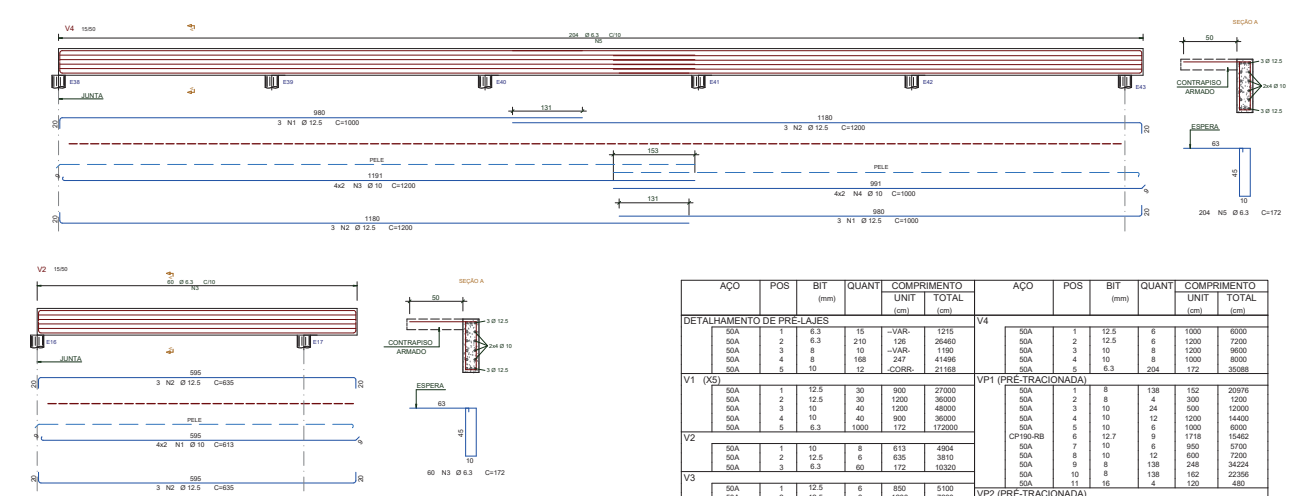 V4 15/50
204 Ø 6.3 C/10
N5
E38
E39
E40
E41
E42
E43
JUNTA
980
131
1180
20
3 N1 Ø 12.5 C=1000
3 N2 Ø 12.5 C=1200
20
PELE
153
PELE
9
1191
991
9
4x2 N3 Ø 10 C=1200
4x2 N4 Ø 10 C=1000
131
20
1180
980
20
3 N2 Ø 12.5 C=1200
3 N1 Ø 12.5 C=1000
SEÇÃO A
50
3 Ø 12.5
CONTRAPISO
ARMADO
2x4 Ø 10
3 Ø 12.5
ESPERA
63
45
10
204 N5 Ø 6.3 C=172
V2 15/50
60 Ø 6.3 C/10
N3
E16
E17
JUNTA
595
20
3 N2 Ø 12.5 C=635
20
PELE
9
595
9
4x2 N1 Ø 10 C=613
595
20
3 N2 Ø 12.5 C=635
20
SEÇÃO A
50
3 Ø 12.5
CONTRAPISO
ARMADO
2x4 Ø 10
3 Ø 12.5
ESPERA
63
45
10
60 N3 Ø 6.3 C=172
AÇO POS BIT QUANT COMPRIMENTO
(mm) UNIT TOTAL
(cm) (cm)
DETALHAMENTO DE PRÉ-LAJES
50A 1 6.3 15 --VAR- 1215
50A 2 6.3 210 126 26460
50A 3 8 10 --VAR- 1190
50A 4 8 168 247 41496
50A 5 10 12 -CORR- 21168
V1 (X5)
50A 1 12.5 30 900 27000
50A 2 12.5 30 1200 36000
50A 3 10 40 1200 48000
50A 4 10 40 900 36000
50A 5 6.3 1000 172 172000
V2
50A 1 10 8 613 4904
50A 2 12.5 6 635 3810
50A 3 6.3 60 172 10320
V3
50A 1 12.5 6 850 5100
AÇO POS BIT QUANT COMPRIMENTO
(mm) UNIT TOTAL
(cm) (cm)
V4
50A 1 12.5 6 1000 6000
50A 2 12.5 6 1200 7200
50A 3 10 8 1200 9600
50A 4 10 8 1000 8000
50A 5 6.3 204 172 35088
VP1 (PRÉ-TRACIONADA)
50A 1 8 138 152 20976
50A 2 8 4 300 1200
50A 3 10 24 500 12000
50A 4 10 12 1200 14400
50A 5 10 6 1000 6000
CP190-RB 6 12.7 9 1718 15462
50A 7 10 6 950 5700
50A 8 10 12 600 7200
50A 9 8 138 248 34224
50A 10 8 138 162 22356
50A 11 16 4 120 480
VP2 (PRÉ-TRACIONADA)